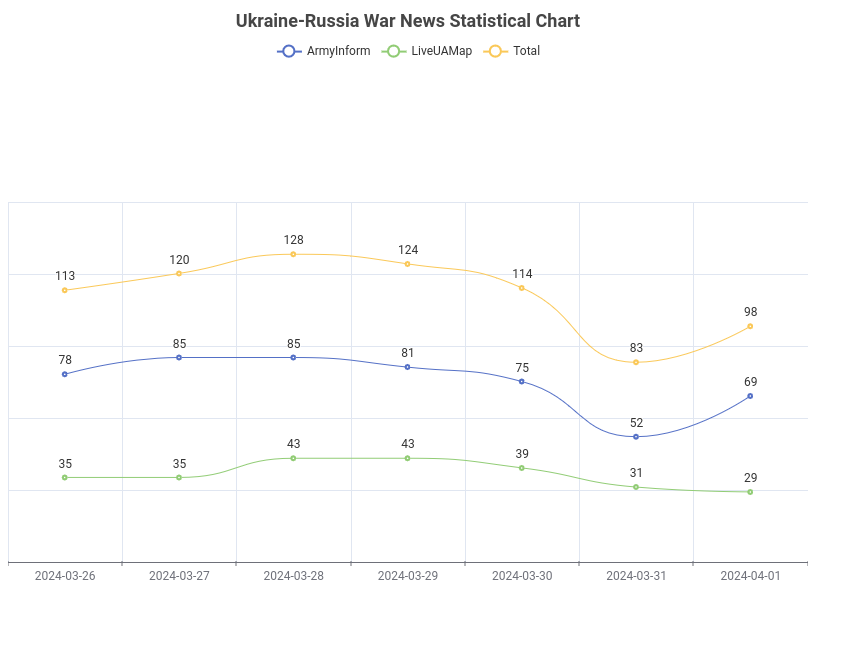 Ukraine-Russia War News Statistical Chart
ArmyInform LiveUAMap Total
113 120 128 124 114 83 98
78 85 85 81 75 52 69
35 35 43 43 39 31 29
2024-03-26 2024-03-27 2024-03-28 2024-03-29 2024-03-30 2024-03-31 2024-04-01